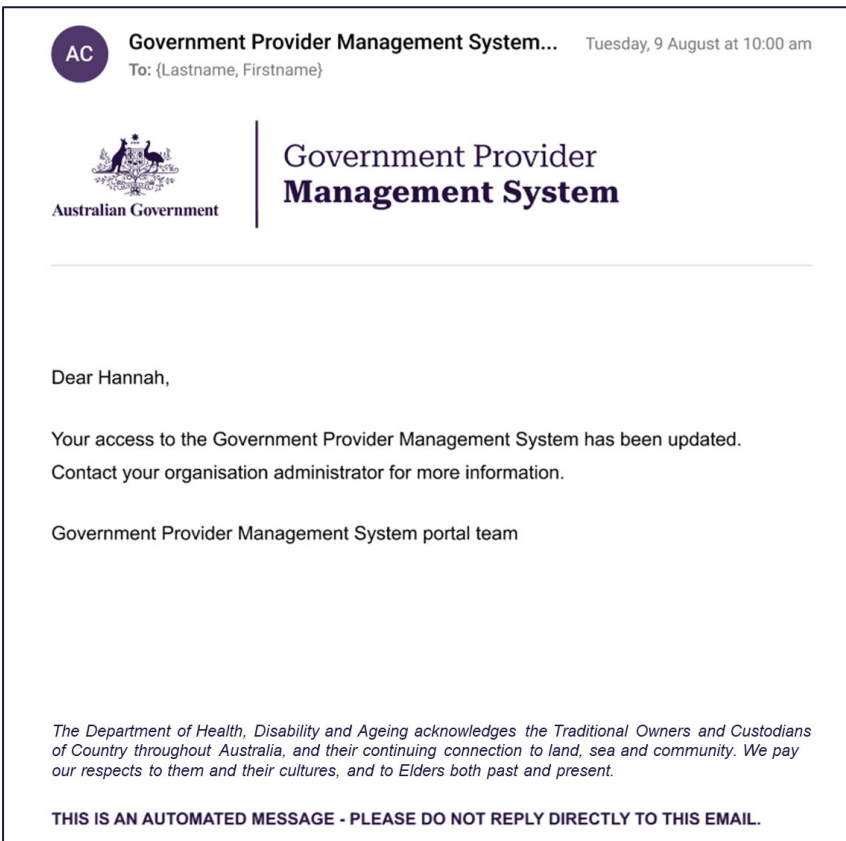 AC
Government Provider Management System...
Tuesday, 9 August at 10:00 am
To: {Lastname, Firstname}
Australian Government
Government Provider
Management System
Dear Hannah,
Your access to the Government Provider Management System has been updated.
Contact your organisation administrator for more information.
Government Provider Management System portal team
The Department of Health, Disability and Ageing acknowledges the Traditional Owners and Custodians
of Country throughout Australia, and their continuing connection to land, sea and community. We pay
our respects to them and their cultures, and to Elders both past and present.
THIS IS AN AUTOMATED MESSAGE - PLEASE DO NOT REPLY DIRECTLY TO THIS EMAIL.